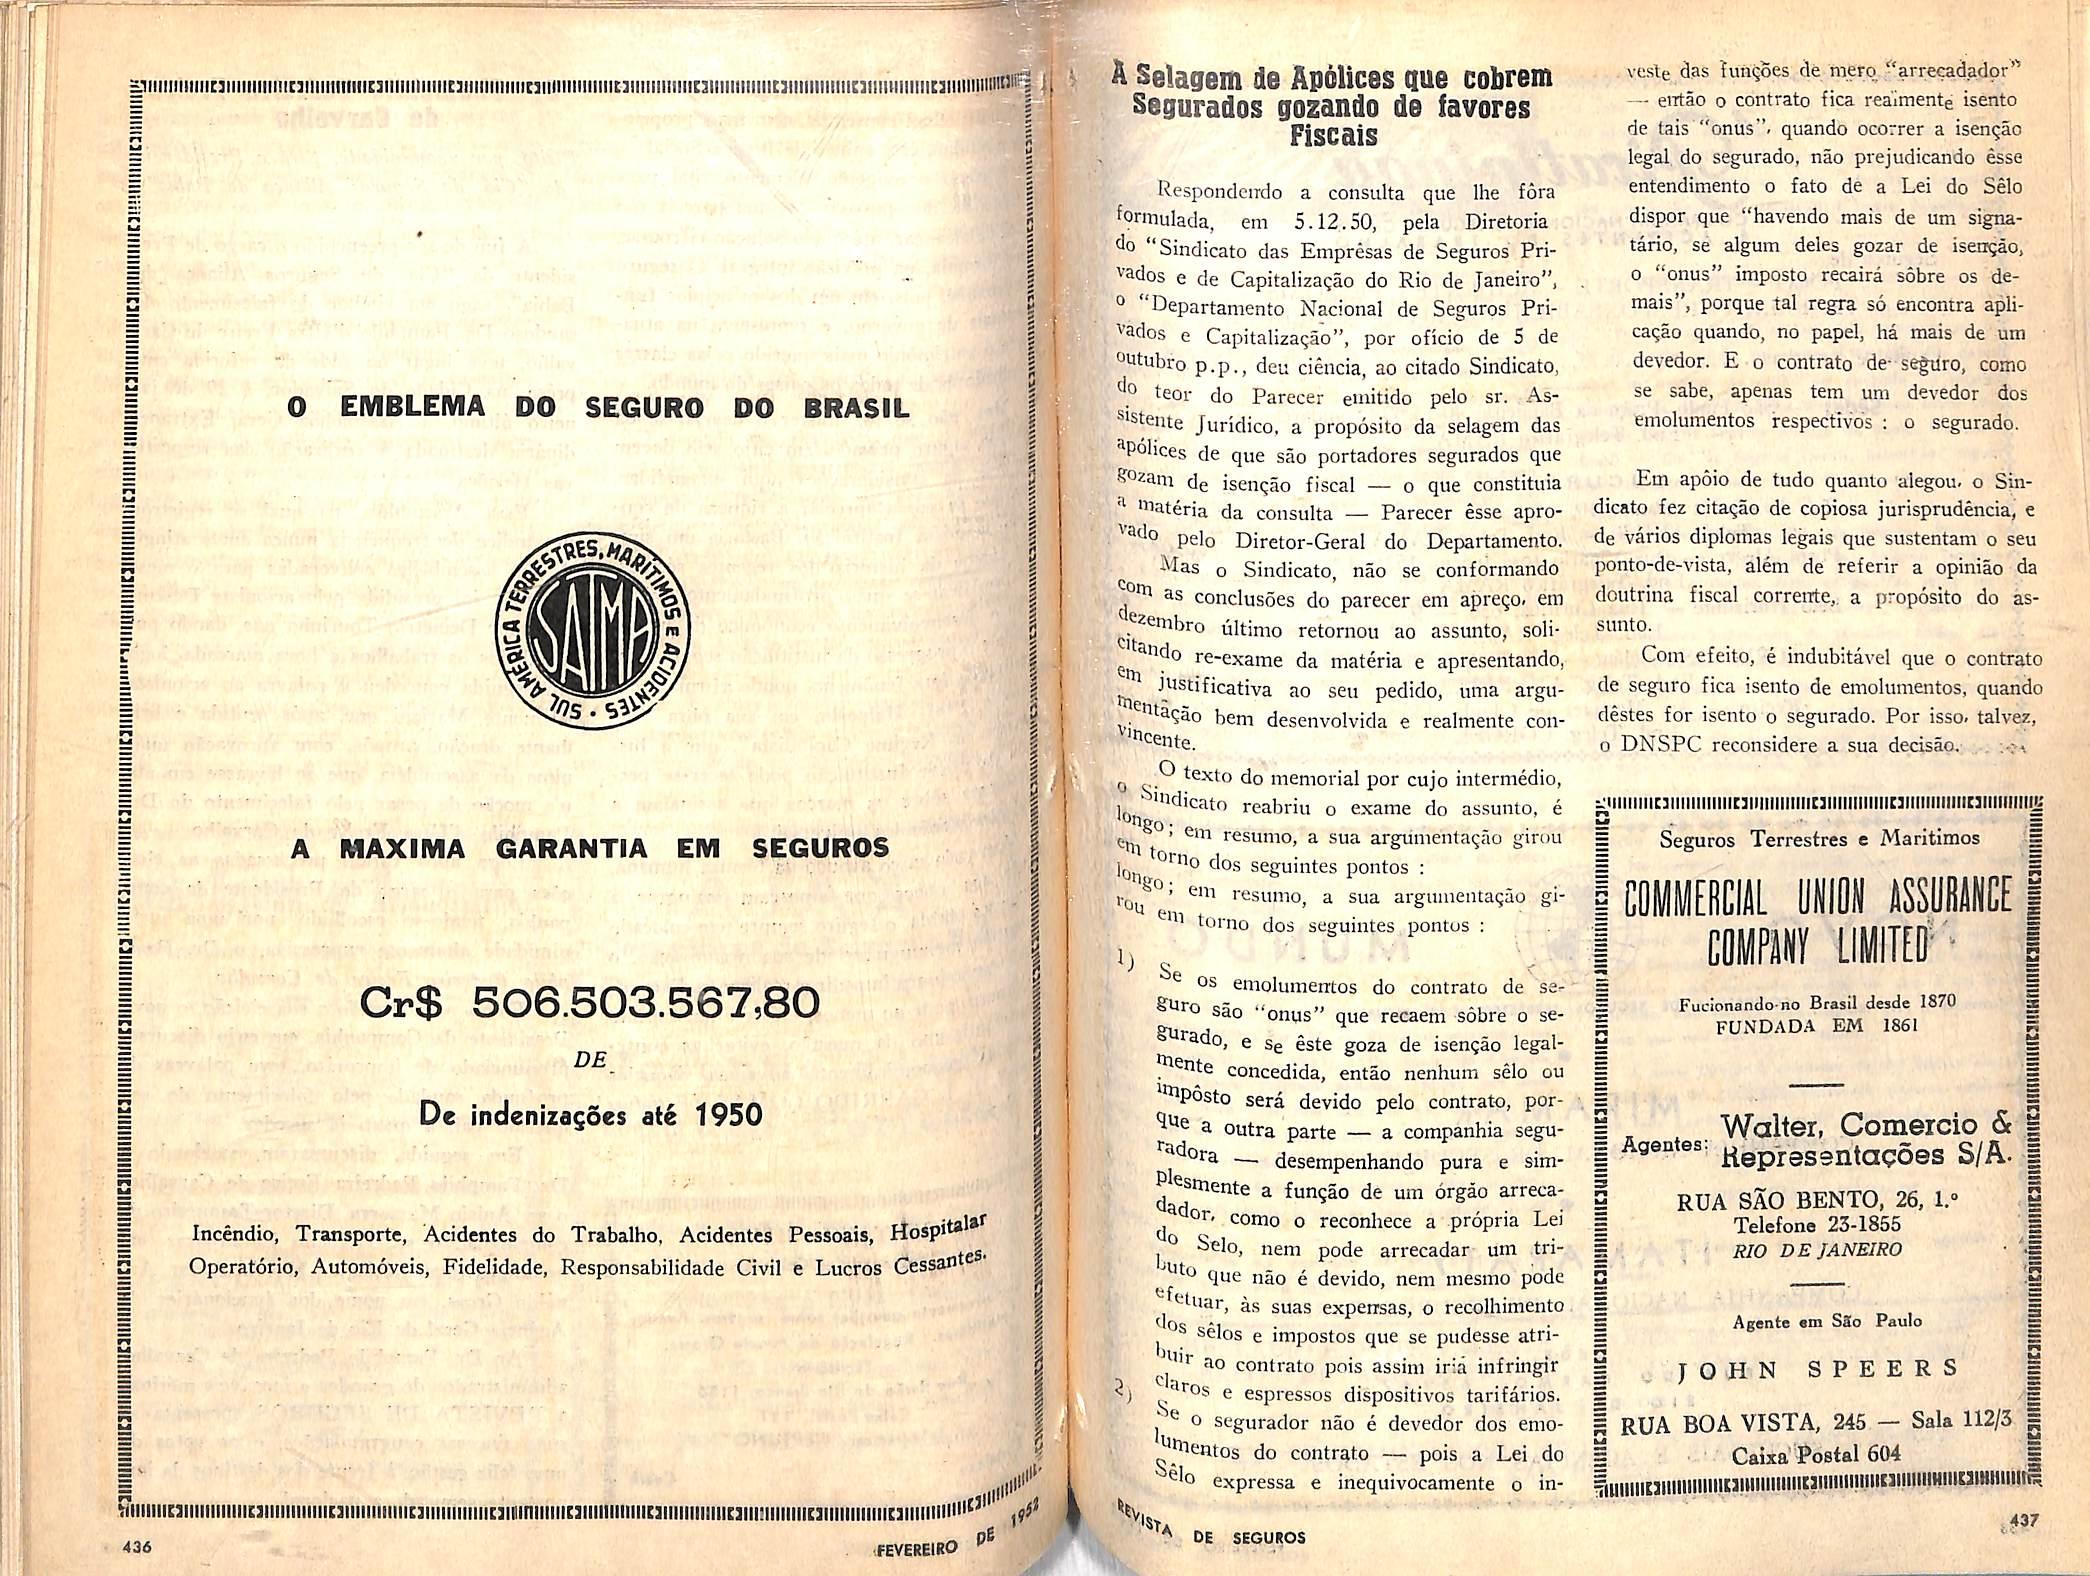 O EMBLEMA DO SEGURO DO BRASIL
SUL AMÉRICA TERRESTRES, MARÍTIMOS E ACIDENTES ·
SATMA
A MAXIMA GARANTIA EM SEGUROS
Cr$ 506.503.567,80
DE
De indenizações até 1950
Incêndio, Transporte, Acidentes do Trabalho, Acidentes Pessoais, Hospitalar
Operatório, Automóveis, Fidelidade, Responsabilidade Civil e Lucros Cessantes.
436
FEVEREIRO DE 1952
A Selagem de Apólices que cobrem
Segurados gozando de favores
Fiscais
Respondendo a consulta que lhe fôra
formulada, em 5.12.50, pela Diretoria
do "Sindicato das Emprêsas de Seguros Pri-
vados e de Capitalização do Rio de Janeiro",
o "Departamento Nacional de Seguros Pri-
vados e Capitalização", por ofício de 5 de
outubro p.p., deu ciência, ao citado Sindicato,
do teor do Parecer emitido pelo sr. As-
sistente Jurídico, a propósito da selagem das
apólices de que são portadores segurados que
gozam de isenção fiscal — o que constituia
a matéria da consulta — Parecer êsse apro-
vado pelo Diretor-Geral do Departamento.
Mas o Sindicato, não se conformando
com as conclusões do parecer em apreço, em
dezembro último retornou ao assunto, soli-
citando re-exame da matéria e apresentando,
em justificativa ao seu pedido, uma argu-
mentação bem desenvolvida e realmente con-
vincente.
O texto do memorial por cujo intermédio,
o Sindicato reabriu o exame do assunto, é
longo; em resumo, a sua argumentação girou
em torno dos seguintes pontos :
longo; em resumo, a sua argumentação gi-
rou em torno dos seguintes pontos :
1) Se os emolumentos do contrato de se-
guro são "onus" que recaem sôbre o se-
gurado, e se êste goza de isenção legal-
mente concedida, então nenhum sêlo ou
impôsto será devido pelo contrato, por-
que a outra parte — a companhia segu-
radora — desempenhando pura e sim-
plesmente a função de um órgão arreca-
dador, como o reconhece a própria Lei
do Selo, nem pode arrecadar um tri-
buto que não é devido, nem mesmo pode
efetuar, às suas expensas, o recolhimento
dos sêlos e impostos que se pudesse atri-
buir ao contrato pois assim iriá infringir
claros e espressos dispositivos tarifários.
2) Se o segurador não é devedor dos emo-
lumentos do contrato — pois a Lei do
Sêlo expressa e inequivocamente o in-
veste das funções de mero "arrecadador"
— então o contrato fica realmente isento
de tais "onus", quando ocorrer a isenção
legal do segurado, não prejudicando êsse
entendimento o fato de a Lei do Sêlo
dispor que "havendo mais de um signa-
tário, se algum deles gozar de isenção,
o "onus" imposto recairá sôbre os de-
mais", porque tal regra só encontra apli-
cação quando, no papel, há mais de um
devedor. E o contrato de seguro, como
se sabe, apenas tem um devedor dos
emolumentos respectivos : o segurado.
Em apôio de tudo quanto alegou, o Sin-
dicato fez citação de copiosa jurisprudência, e
de vários diplomas legais que sustentam o seu
ponto-de-vista, além de referir a opinião da
doutrina fiscal corrente, a propósito do as-
sunto.
Com efeito, é indubitável que o contrato
de seguro fica isento de emolumentos, quando
dêstes for isento o segurado. Por isso, talvez,
o DNSPC reconsidere a sua decisão.
Seguros Terrestres e Maritimos
COMMERCIAL UNION ASSURANCE
COMPANY LIMITED
Fucionando-no Brasil desde 1870
FUNDADA EM 1861
Agentes: Walter, Comercio &
Representações S/A.
RUA SÃO BENTO, 26, 1.º
Telefone 23-1855
RIO DE JANEIRO
Agente em São Paulo
JOHN SPEERS
RUA BOA VISTA, 245 — Sala 112/3
Caixa Postal 604
REVISTA DE SEGUROS
437